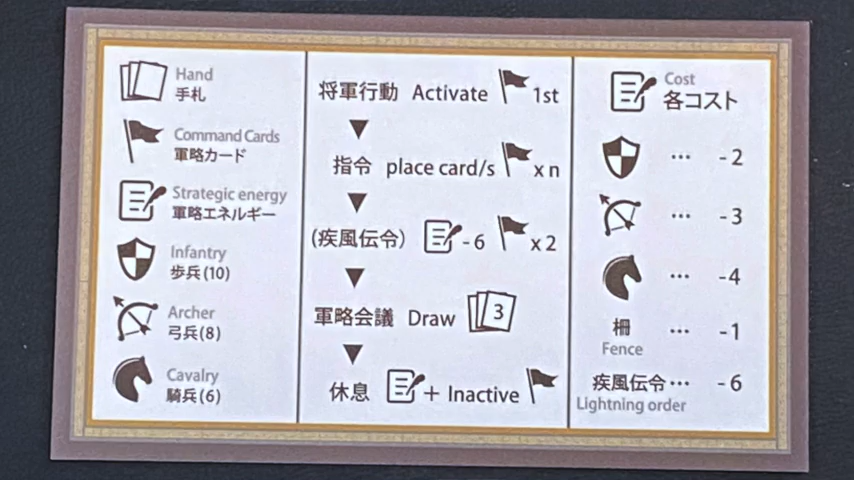 Hand
手札
Command Cards
軍略カード
Strategic energy
軍略エネルギー
Infantry
歩兵(10)
Archer
弓兵(8)
Cavalry
騎兵(6)
将軍行動 Activate 1st
指令 place card/s x n
(疾風伝令) -6 x 2
軍略会議 Draw 3
休息 + Inactive
Cost
各コスト
… -2
… -3
… -4
柵 … -1
Fence
疾風伝令… -6
Lightning order